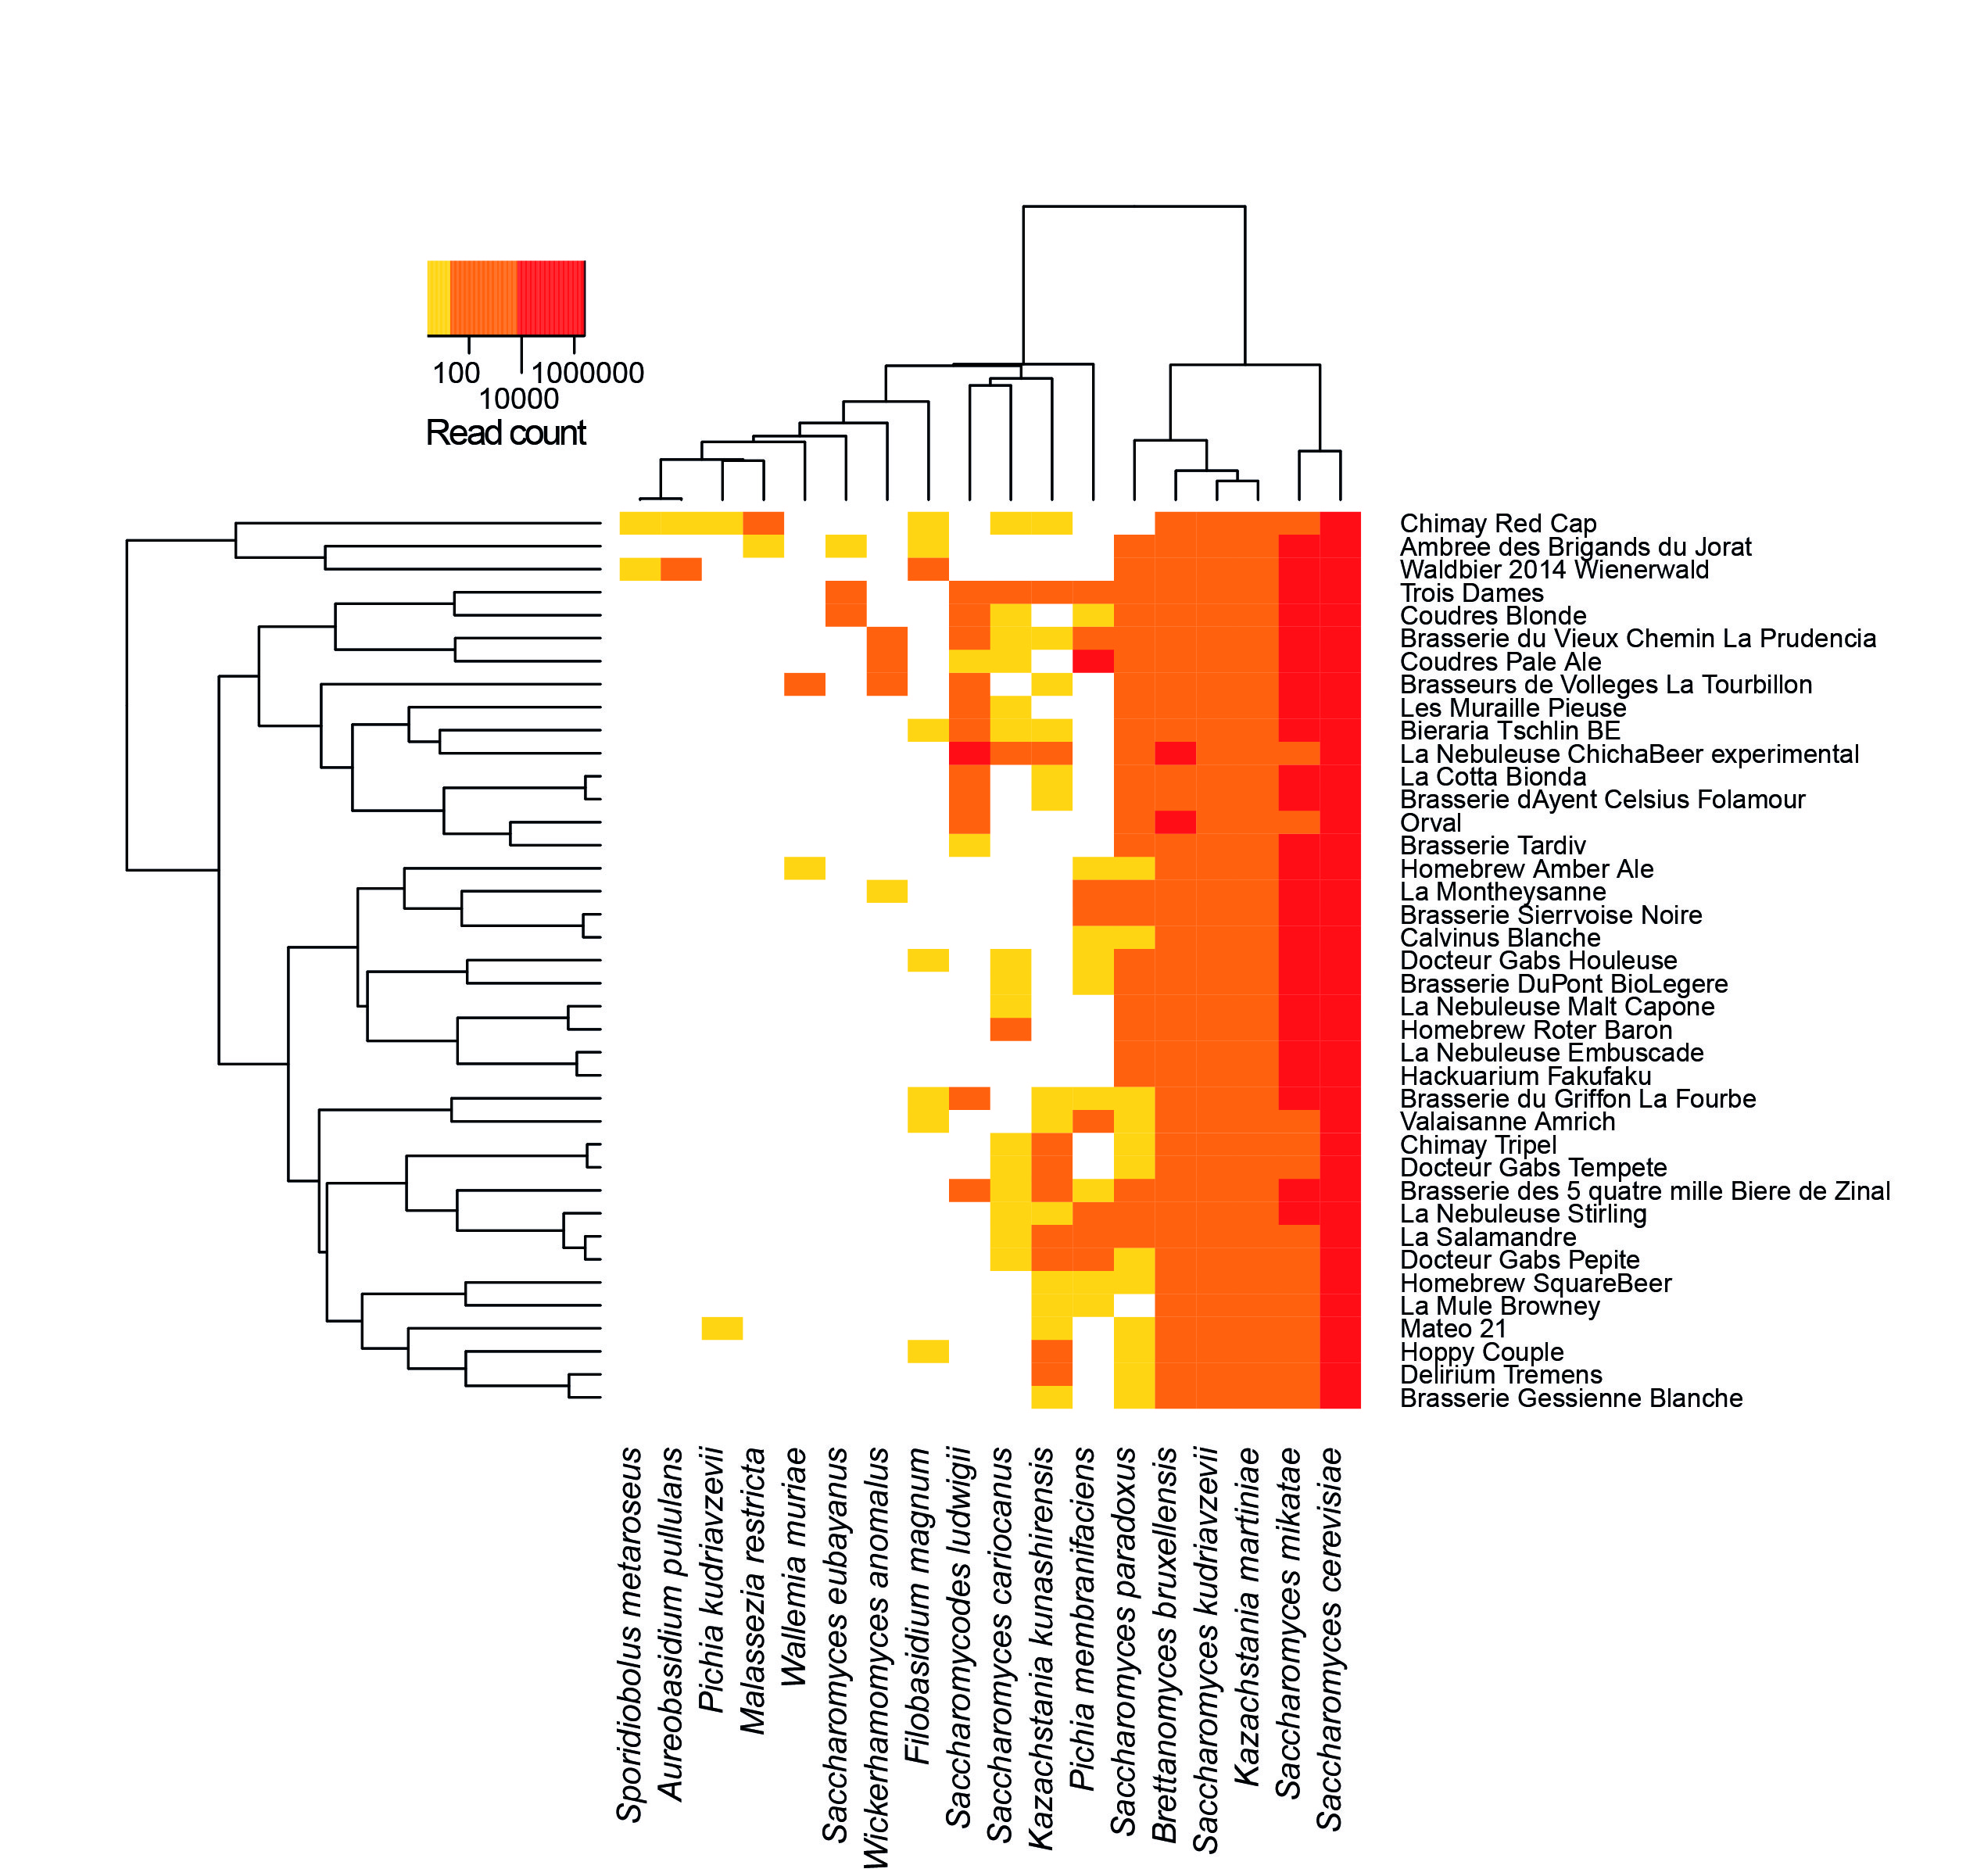 100
1000000
10000
Read count
Chimay Red Cap
Ambree des Brigands du Jorat
Waldbier 2014 Wienerwald
Trois Dames
Coudres Blonde
Brasserie du Vieux Chemin La Prudencia
Coudres Pale Ale
Brasseurs de Volleges La Tourbillon
Les Muraille Pieuse
Bieraria Tschlin BE
La Nebuleuse ChichaBeer experimental
La Cotta Bionda
Brasserie dAyent Celsius Folamour
Orval
Brasserie Tardiv
Homebrew Amber Ale
La Montheysanne
Brasserie Sierrvoise Noire
Calvinus Blanche
Docteur Gabs Houleuse
Brasserie DuPont BioLegere
La Nebuleuse Malt Capone
Homebrew Roter Baron
La Nebuleuse Embuscade
Hackuarium Fakufaku
Brasserie du Griffon La Fourbe
Valaisanne Amrich
Chimay Tripel
Docteur Gabs Tempete
Brasserie des 5 quatre mille Biere de Zinal
La Nebuleuse Stirling
La Salamandre
Docteur Gabs Pepite
Homebrew SquareBeer
La Mule Browney
Mateo 21
Hoppy Couple
Delirium Tremens
Brasserie Gessienne Blanche
Sporidiobolus metaroseus
Aureobasidium pullulans
Pichia kudriavzevii
Malassezia restricta
Wallemia muriae
Saccharomyces eubayanus
Wickerhamomyces anomalus
Filobasidium magnum
Saccharomycodes ludwigii
Saccharomyces cariocanus
Kazachstania kunashirensis
Pichia membranifaciens
Saccharomyces paradoxus
Brettanomyces bruxellensis
Saccharomyces kudriavzevii
Kazachstania martiniae
Saccharomyces mikatae
Saccharomyces cerevisiae